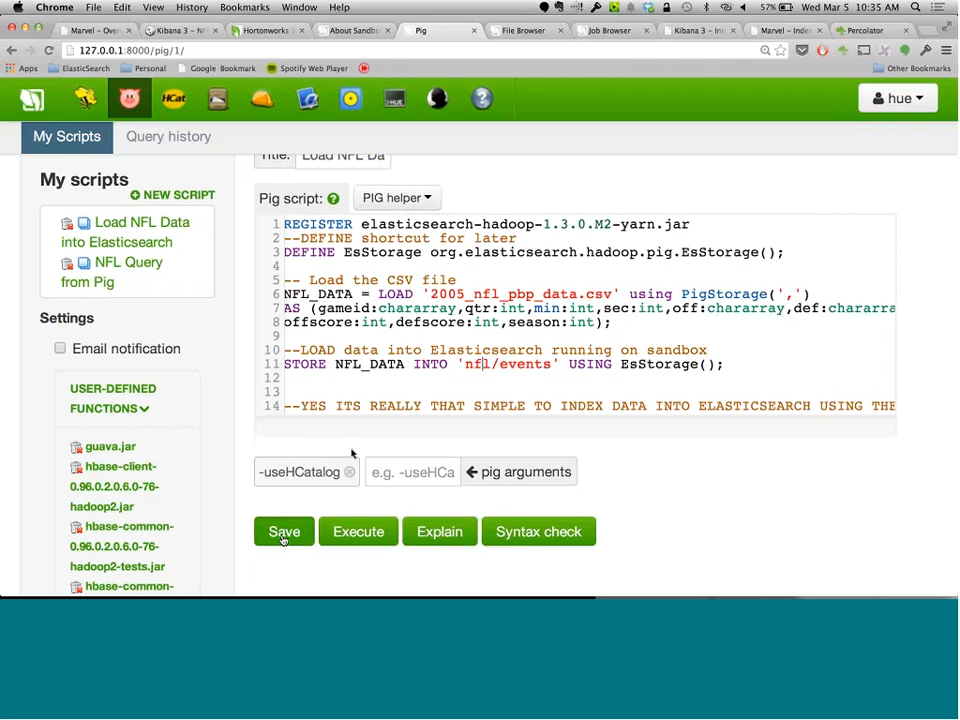 Chrome File Edit View History Bookmarks Window Help 57% Wed Mar 5 10:35 AM
Marvel - Overv Kibana 3 - NF Hortonworks About Sandb Pig File Browser Job Browser Kibana 3 - In Marvel - Index Percolator
127.0.0.1:8000/pig/1/
Apps ElasticSearch Personal Google Bookmark Spotify Web Player Other Bookmarks
HCat HUE hue
My Scripts Query history
My scripts
NEW SCRIPT
Load NFL Data
into Elasticsearch
NFL Query
from Pig
Settings
Email notification
USER-DEFINED
FUNCTIONS
guava.jar
hbase-client-
0.96.0.2.0.6.0-76-
hadoop2.jar
hbase-common-
0.96.0.2.0.6.0-76-
hadoop2-tests.jar
hbase-common-
Title: Load NFL Da
Pig script: ? PIG helper
1 REGISTER elasticsearch-hadoop-1.3.0.M2-yarn.jar
2 --DEFINE shortcut for later
3 DEFINE EsStorage org.elasticsearch.hadoop.pig.EsStorage();
4
5 -- Load the CSV file
6 NFL_DATA = LOAD '2005_nfl_pbp_data.csv' using PigStorage(',')
7 AS (gameid:chararray,qtr:int,min:int,sec:int,off:chararray,def:chararra
8 offscore:int,defscore:int,season:int);
9
10 --LOAD data into Elasticsearch running on sandbox
11 STORE NFL_DATA INTO 'nfl/events' USING EsStorage();
12
13
14 --YES ITS REALLY THAT SIMPLE TO INDEX DATA INTO ELASTICSEARCH USING THE
-useHCatalog e.g. -useHCa pig arguments
Save Execute Explain Syntax check